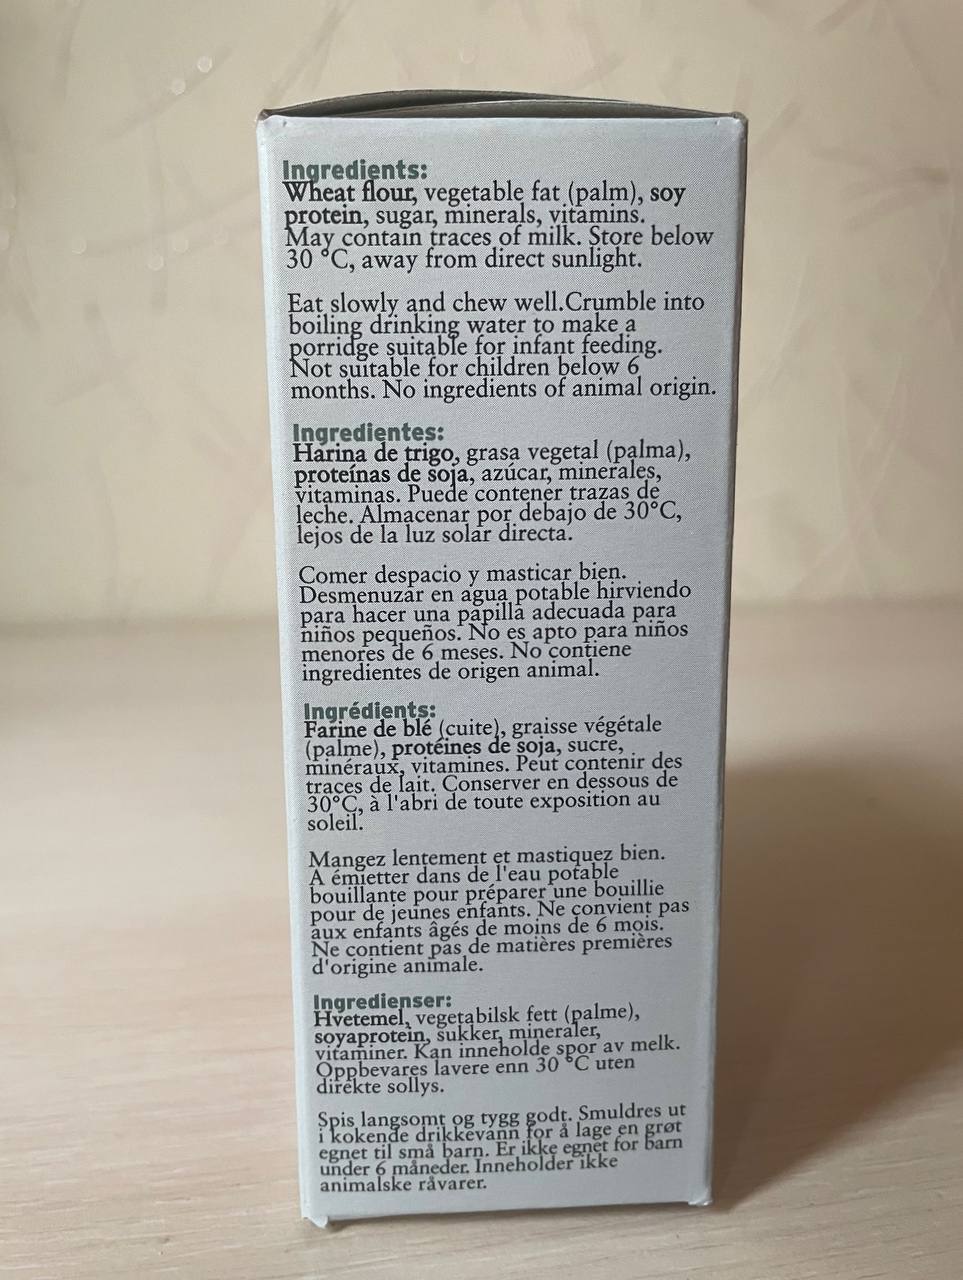 Ingredients:
Wheat flour, vegetable fat (palm), soy
protein, sugar, minerals, vitamins.
May contain traces of milk. Store below
30 °C, away from direct sunlight.
Eat slowly and chew well.Crumble into
boiling drinking water to make a
porridge suitable for infant feeding.
Not suitable for children below 6
months. No ingredients of animal origin.
Ingredientes:
Harina de trigo, grasa vegetal (palma),
proteínas de soja, azúcar, minerales,
vitaminas. Puede contener trazas de
leche. Almacenar por debajo de 30°C,
lejos de la luz solar directa.
Comer despacio y masticar bien.
Desmenuzar en agua potable hirviendo
para hacer una papilla adecuada para
niños pequeños. No es apto para niños
menores de 6 meses. No contiene
ingredientes de origen animal.
Ingrédients:
Farine de blé (cuite), graisse végétale
(palme), protéines de soja, sucre,
minéraux, vitamines. Peut contenir des
traces de lait. Conserver en dessous de
30°C, à l'abri de toute exposition au
soleil.
Mangez lentement et mastiquez bien.
A émietter dans de l'eau potable
bouillante pour préparer une bouillie
pour de jeunes enfants. Ne convient pas
aux enfants âgés de moins de 6 mois.
Ne contient pas de matières premières
d'origine animale.
Ingredienser:
Hvetemel, vegetabilsk fett (palme),
soyaprotein, sukker, mineraler,
vitaminer. Kan inneholde spor av melk.
Oppbevares lavere enn 30 °C uten
direkte sollys.
Spis langsomt og tygg godt. Smuldres ut
i kokende drikkevann for å lage en grøt
egnet til små barn. Er ikke egnet for barn
under 6 måneder. Inneholder ikke
animalske råvarer.